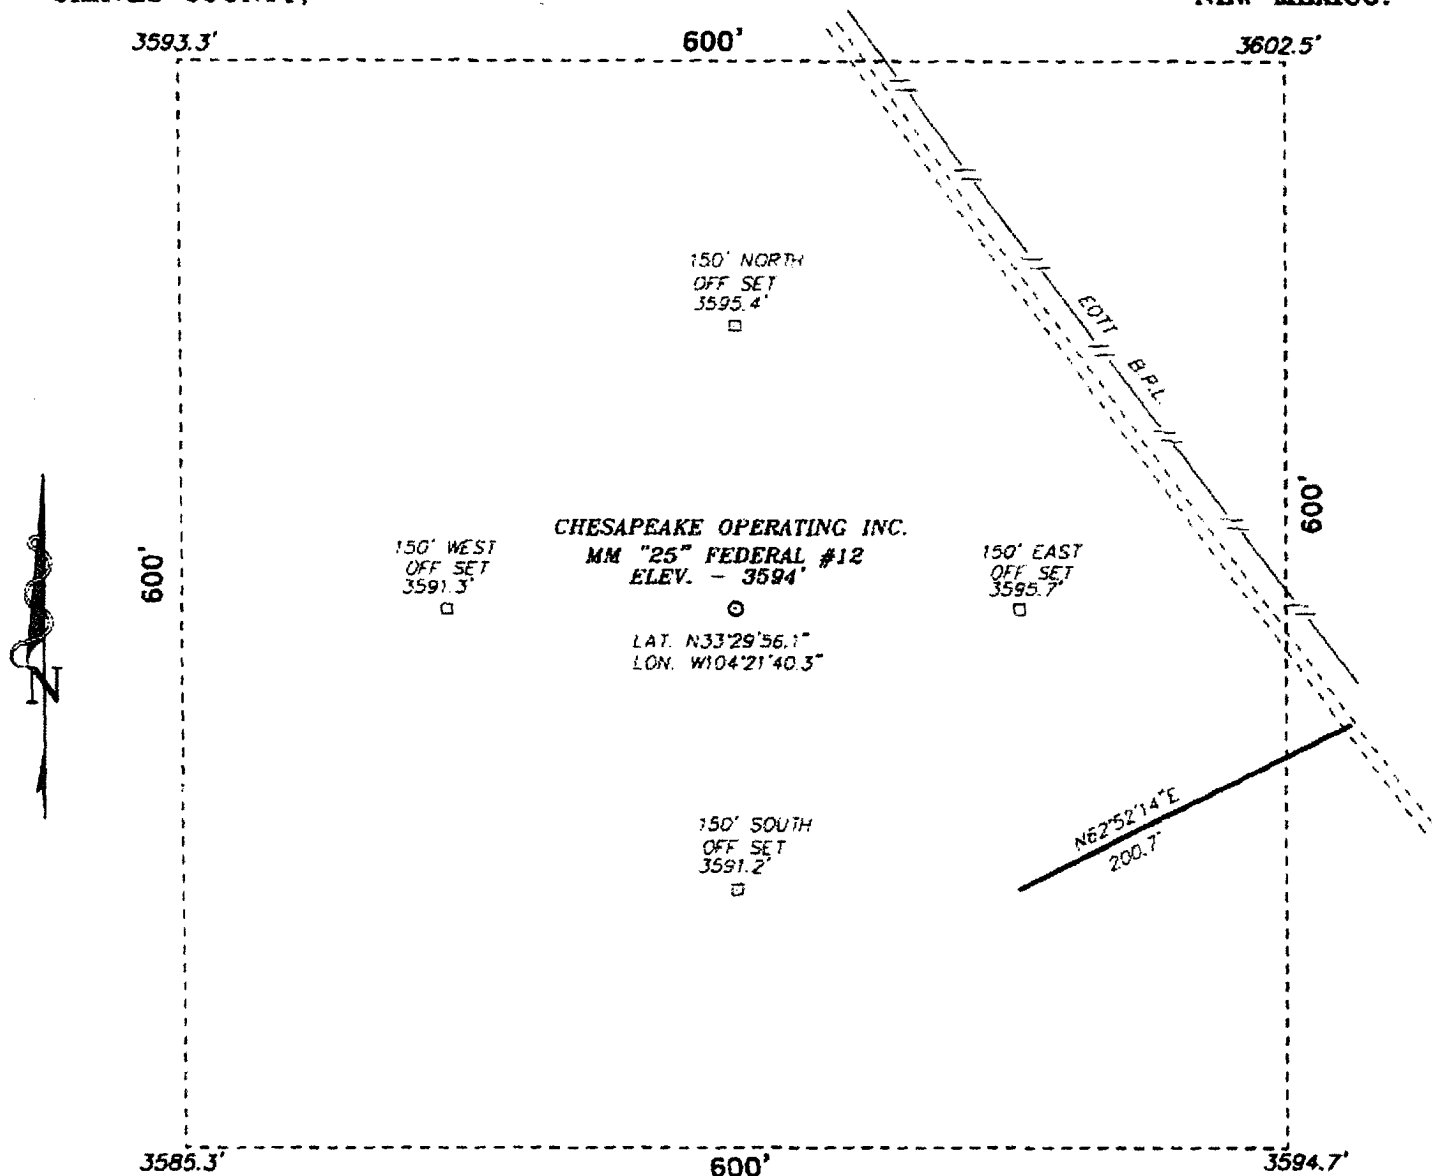 NEW MEXICO.
3593.3'
600'
3602.5'
150' NORTH
OFF SET
3595.4'
EOTT B.P.L.
600'
150' WEST
OFF SET
3591.3'
CHESAPEAKE OPERATING INC.
MM "25" FEDERAL #12
ELEV. - 3594'
150' EAST
OFF SET
3595.7'
600'
LAT. N33°29'56.1"
LON. W104°21'40.3"
N
150' SOUTH
OFF SET
3591.2'
N62°52'14"E
200.7'
3585.3'
600'
3594.7'